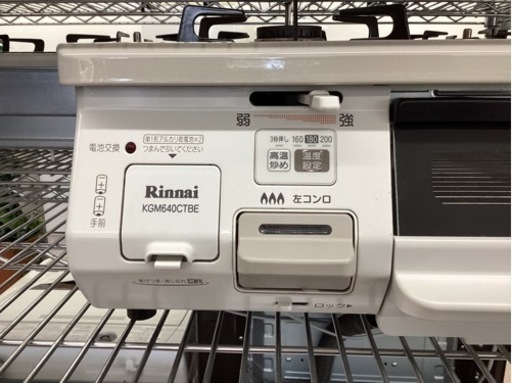 弱 強
単1形アルカリ乾電池×2
つまんで引いてください
電池交換
手前
Rinnai
KGM640CTBE
3秒押し 160 180 200
高温
炒め
温度
設定
左コンロ
ロック